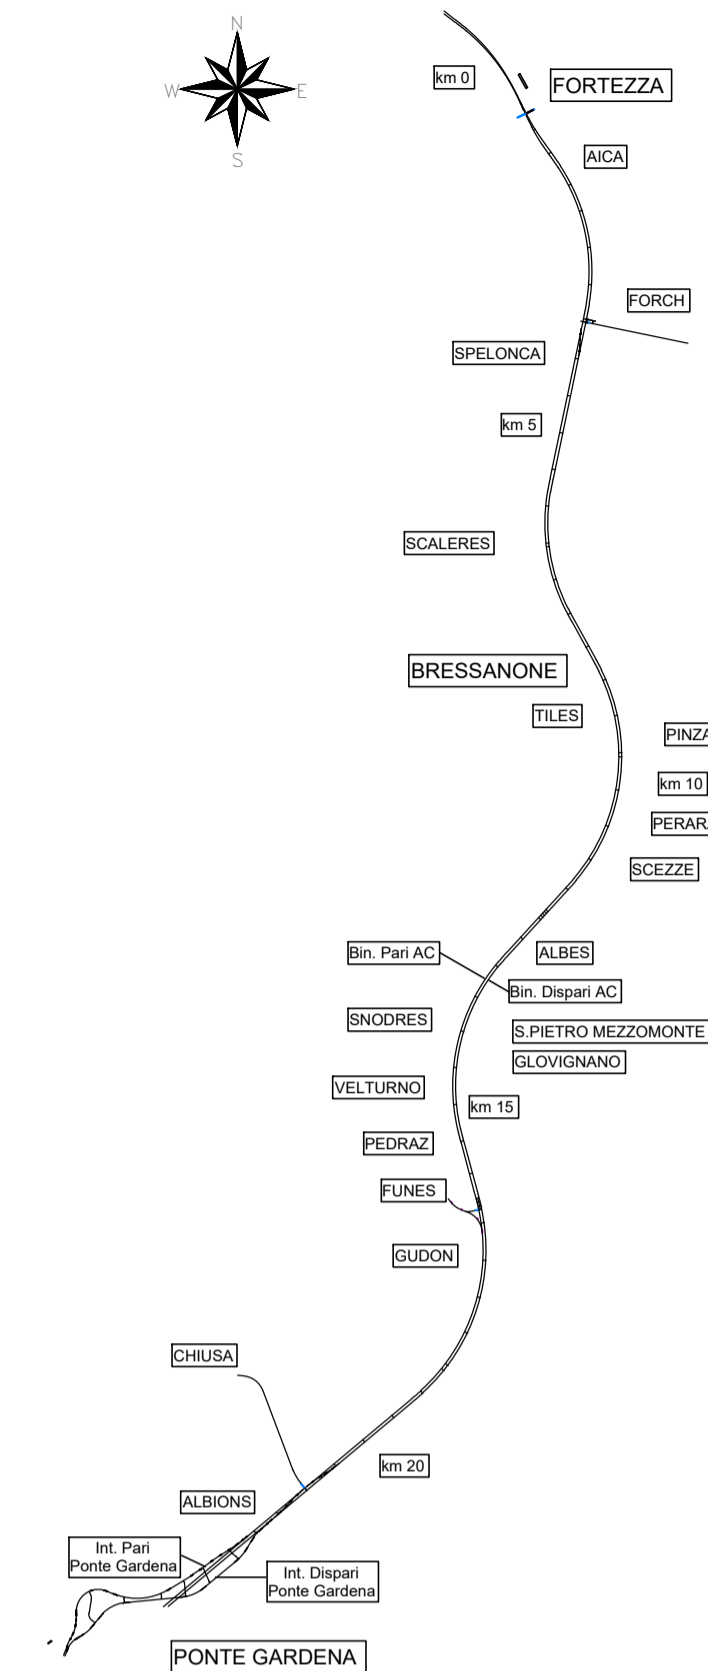 N
W
E
S
km 0
FORTEZZA
AICA
FORCH
SPELONCA
km 5
SCALERES
BRESSANONE
TILES
PINZA
km 10
PERAR
SCEZZE
Bin. Pari AC
ALBES
Bin. Dispari AC
SNODRES
S.PIETRO MEZZOMONTE
GLOVIGNANO
VELTURNO
km 15
PEDRAZ
FUNES
GUDON
CHIUSA
km 20
ALBIONS
Int. Pari
Ponte Gardena
Int. Dispari
Ponte Gardena
PONTE GARDENA